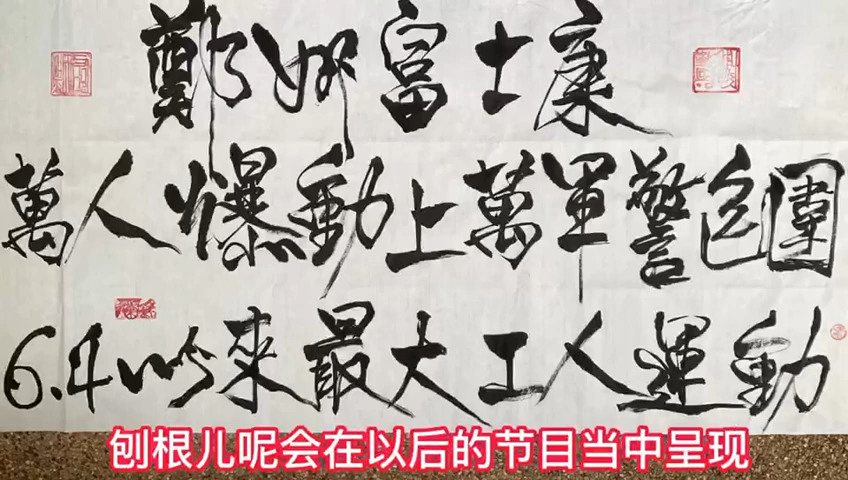 鄭州富士康
萬人爆動上萬軍警包圍
6.4以來最大工人運動
刨根儿呢会在以后的节目当中呈现